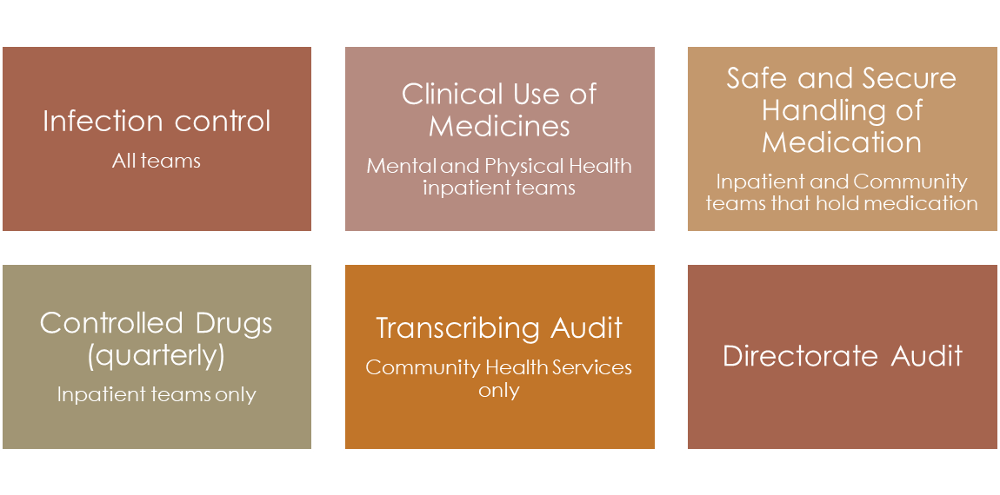 Infection control
All teams
Clinical Use of
Medicines
Mental and Physical Health
inpatient teams
Safe and Secure
Handling of
Medication
Inpatient and Community
teams that hold medication
Controlled Drugs
(quarterly)
Inpatient teams only
Transcribing Audit
Community Health Services
only
Directorate Audit